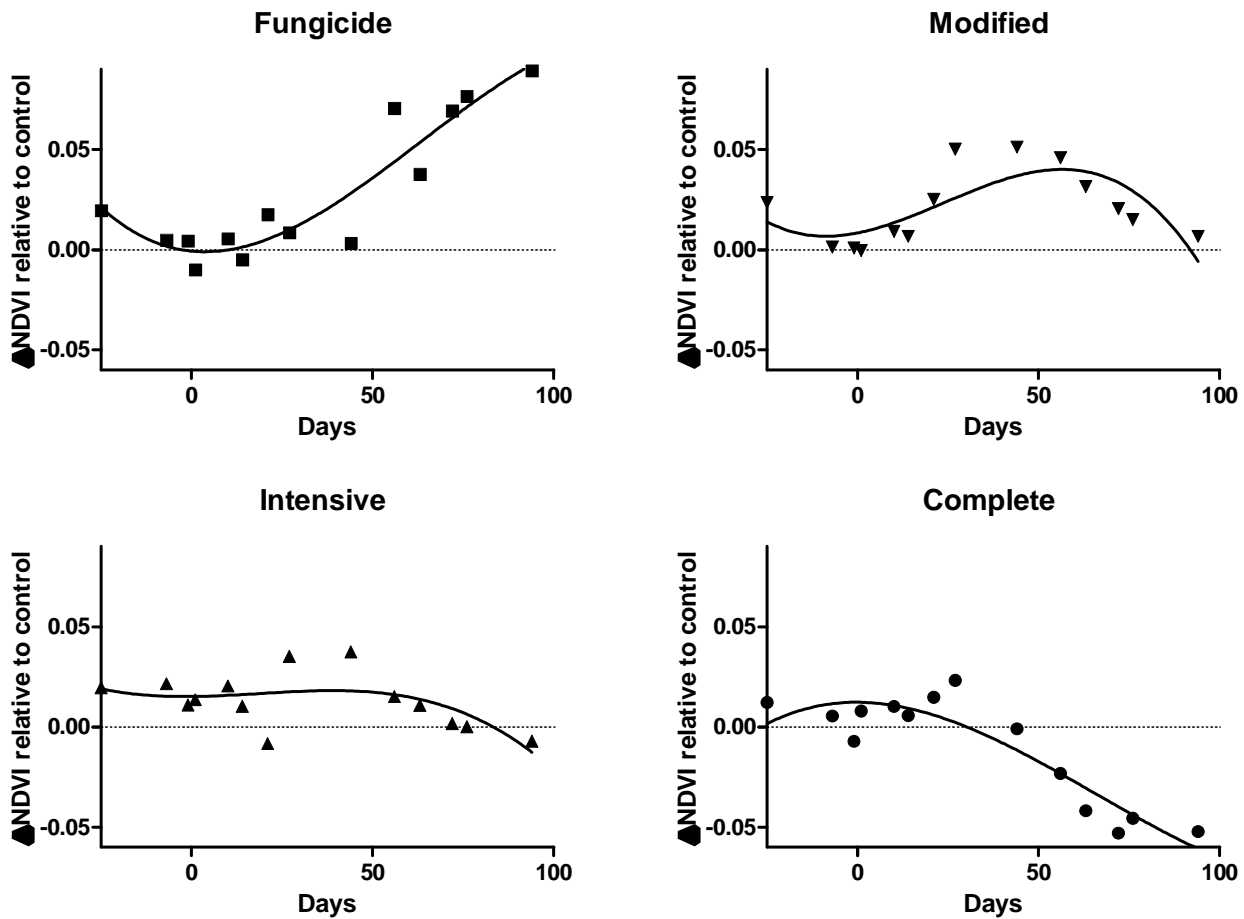 Fungicide
NDVI relative to control
0.05
0.00
-0.05
0
50
100
Days
Modified
NDVI relative to control
0.05
0.00
-0.05
0
50
100
Days
Intensive
NDVI relative to control
0.05
0.00
-0.05
0
50
100
Days
Complete
NDVI relative to control
0.05
0.00
-0.05
0
50
100
Days